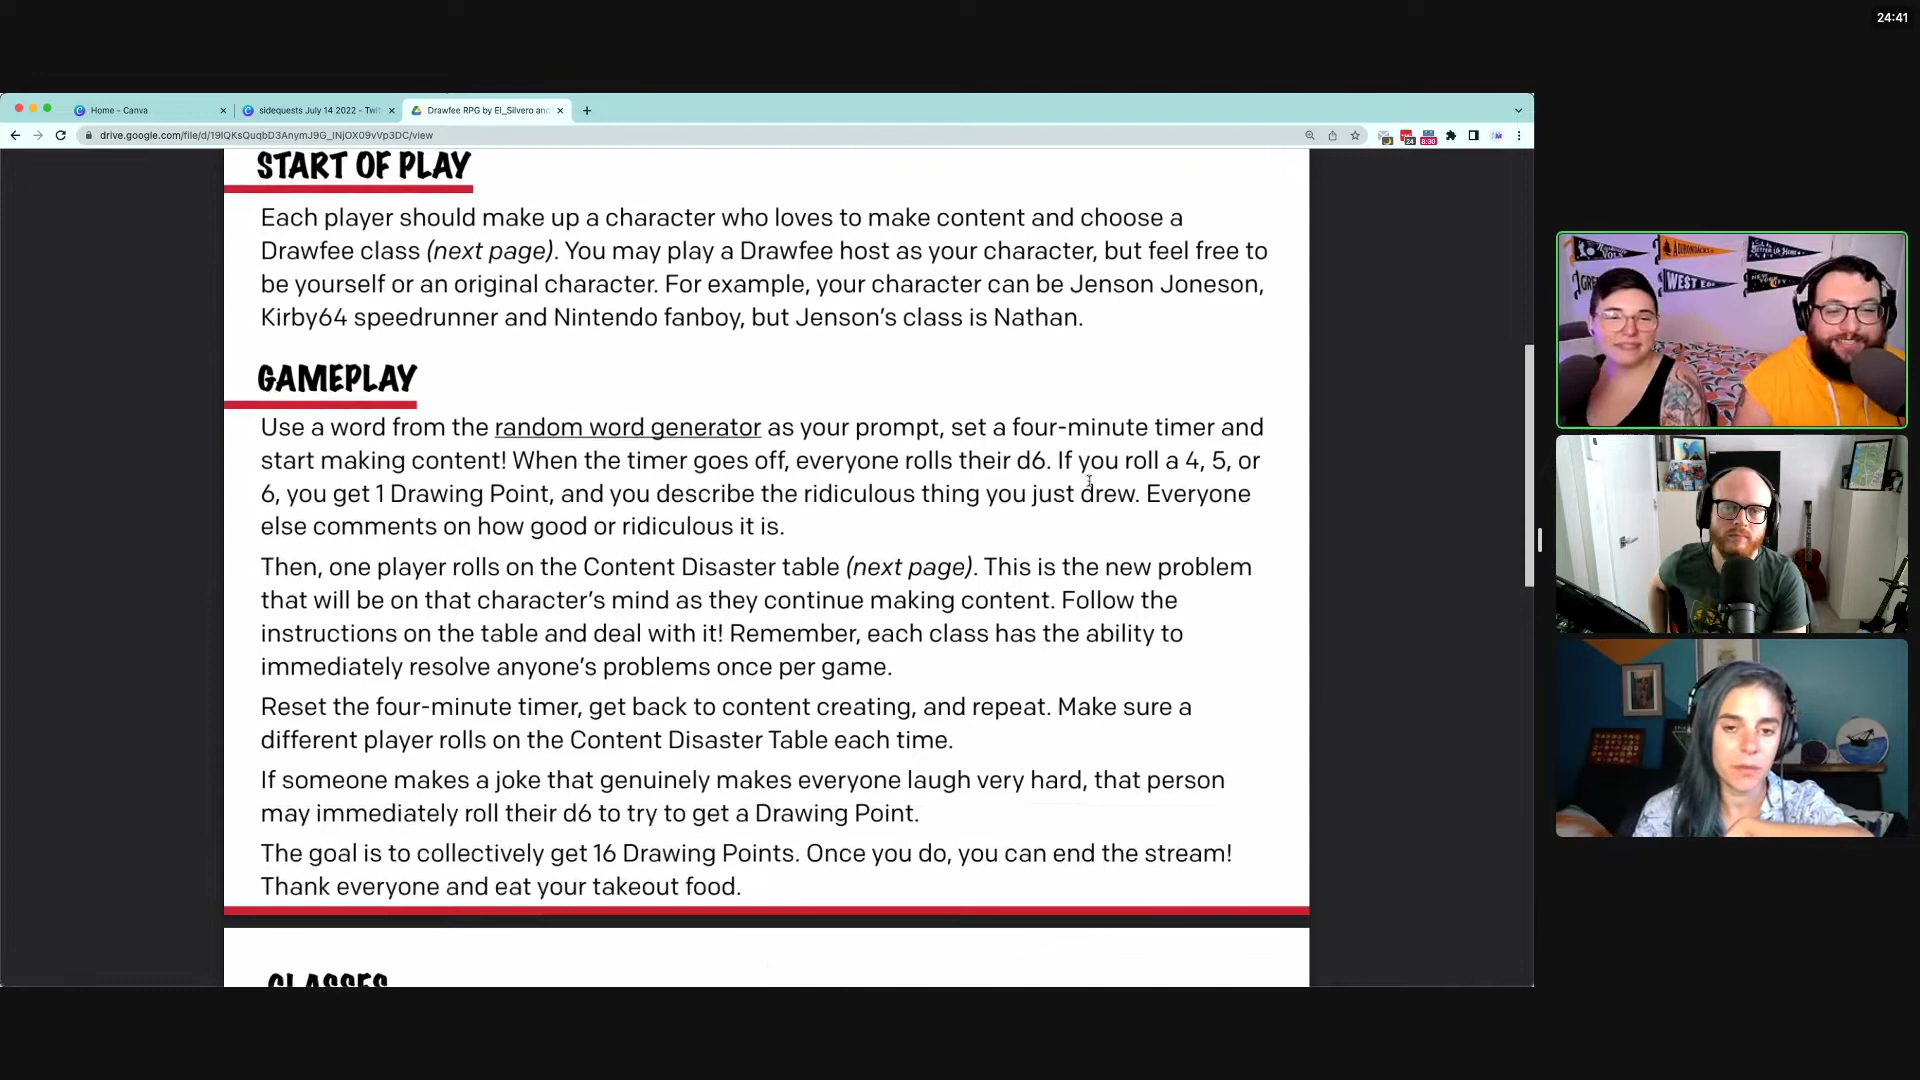 24:41
Home - Canva
sidequests July 14 2022 - Twit
Drawfee RPG by El_Silvero and
drive.google.com/file/d/19lQKsQuqbD3AnymJ9G_lNjOX09vVp3DC/view
24
8:30
START OF PLAY
Each player should make up a character who loves to make content and choose a
Drawfee class (next page). You may play a Drawfee host as your character, but feel free to
be yourself or an original character. For example, your character can be Jenson Joneson,
Kirby64 speedrunner and Nintendo fanboy, but Jenson’s class is Nathan.
GAMEPLAY
Use a word from the random word generator as your prompt, set a four-minute timer and
start making content! When the timer goes off, everyone rolls their d6. If you roll a 4, 5, or
6, you get 1 Drawing Point, and you describe the ridiculous thing you just drew. Everyone
else comments on how good or ridiculous it is.
Then, one player rolls on the Content Disaster table (next page). This is the new problem
that will be on that character’s mind as they continue making content. Follow the
instructions on the table and deal with it! Remember, each class has the ability to
immediately resolve anyone’s problems once per game.
Reset the four-minute timer, get back to content creating, and repeat. Make sure a
different player rolls on the Content Disaster Table each time.
If someone makes a joke that genuinely makes everyone laugh very hard, that person
may immediately roll their d6 to try to get a Drawing Point.
The goal is to collectively get 16 Drawing Points. Once you do, you can end the stream!
Thank everyone and eat your takeout food.
CLASSES
ADIRONDACKS
WEST EGG